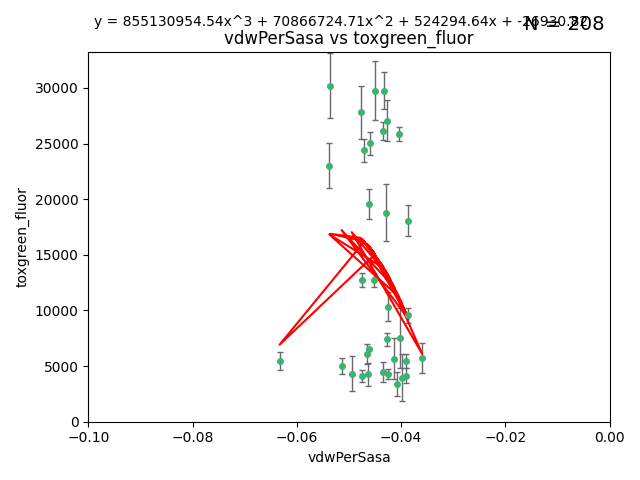 y = 855130954.54x^3 + 70866724.71x^2 + 524294.64x +
N = 208
vdwPerSasa vs toxgreen_fluor
toxgreen_fluor
30000
25000
20000
15000
10000
5000
0
−0.10
−0.08
−0.06
−0.04
−0.02
0.00
vdwPerSasa